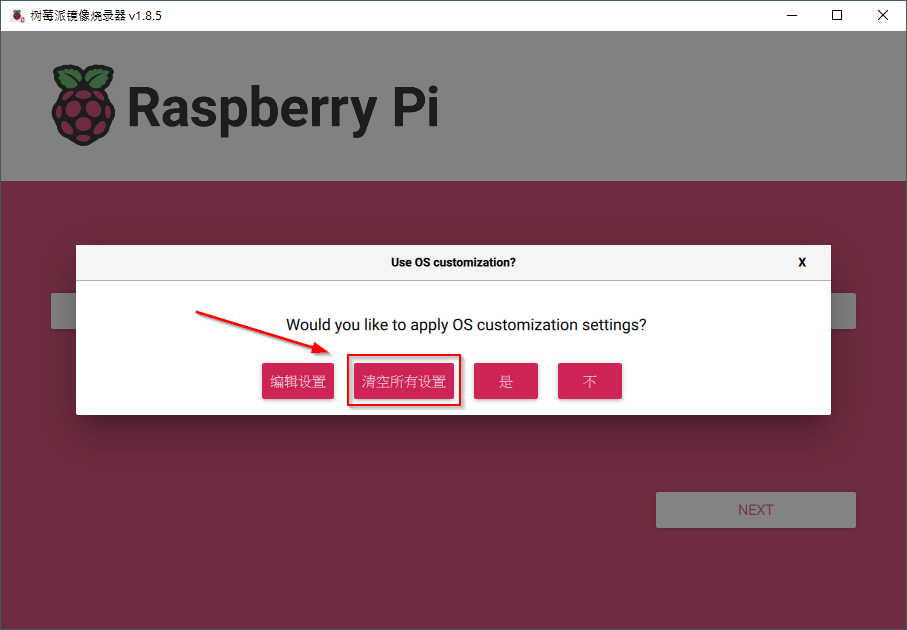 树莓派镜像烧录器 v1.8.5
Raspberry Pi
Use OS customization?
X
Would you like to apply OS customization settings?
编辑设置
清空所有设置
是
不
NEXT